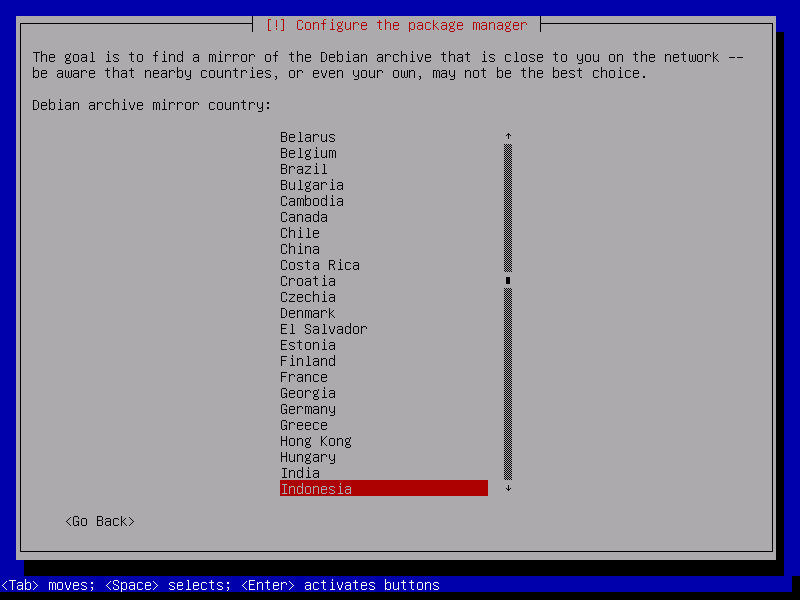 [!] Configure the package manager
The goal is to find a mirror of the Debian archive that is close to you on the network --
be aware that nearby countries, or even your own, may not be the best choice.
Debian archive mirror country:
Belarus
Belgium
Brazil
Bulgaria
Cambodia
Canada
Chile
China
Costa Rica
Croatia
Czechia
Denmark
El Salvador
Estonia
Finland
France
Georgia
Germany
Greece
Hong Kong
Hungary
India
Indonesia
<Go Back>
<Tab> moves; <Space> selects; <Enter> activates buttons